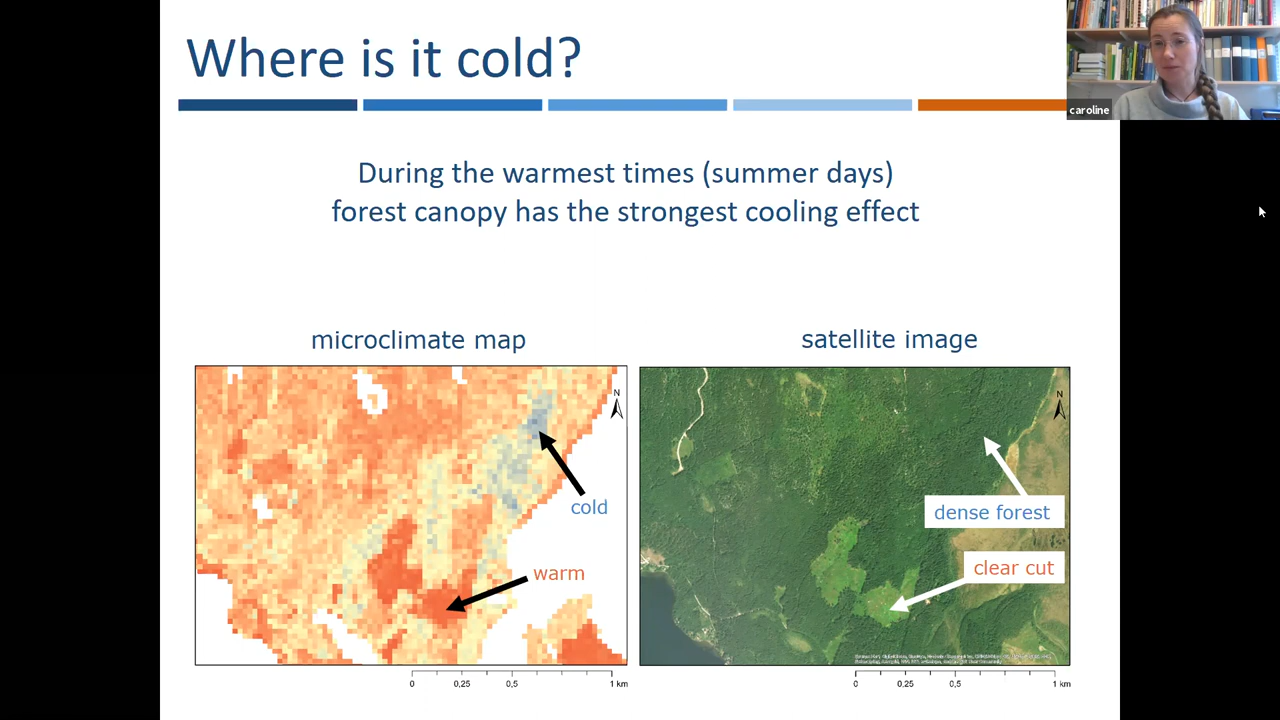 Where is it cold?
caroline
During the warmest times (summer days)
forest canopy has the strongest cooling effect
microclimate map
satellite image
N
cold
warm
0
0,25
0,5
1 km
N
dense forest
clear cut
0
0,25
0,5
1 km